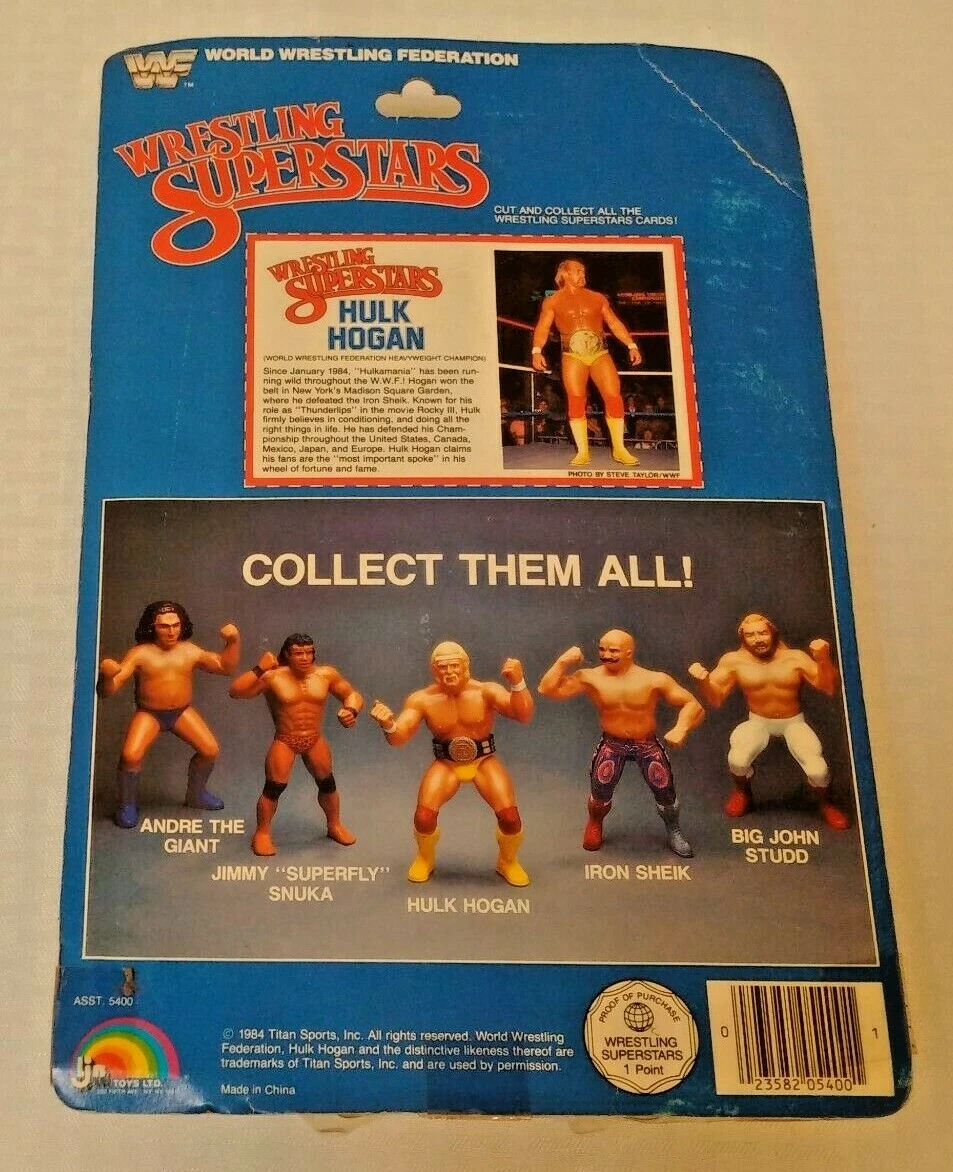 WF
TM
WORLD WRESTLING FEDERATION
WRESTLING
SUPERSTARS
CUT AND COLLECT ALL THE
WRESTLING SUPERSTARS CARDS!
WRESTLING
SUPERSTARS
HULK
HOGAN
(WORLD WRESTLING FEDERATION HEAVYWEIGHT CHAMPION)
Since January 1984, "Hulkamania" has been run-
ning wild throughout the W.W.F.! Hogan won the
belt in New York's Madison Square Garden,
where he defeated the Iron Sheik. Known for his
role as "Thunderlips" in the movie Rocky III, Hulk
firmly believes in conditioning, and doing all the
right things in life. He has defended his Cham-
pionship throughout the United States, Canada,
Mexico, Japan, and Europe. Hulk Hogan claims
his fans are the "most important spoke" in his
wheel of fortune and fame.
PHOTO BY STEVE TAYLOR/WWF
COLLECT THEM ALL!
ANDRE THE
GIANT
JIMMY "SUPERFLY"
SNUKA
HULK HOGAN
IRON SHEIK
BIG JOHN
STUDD
ASST. 5400
ljn
TOYS LTD.
© 1984 Titan Sports, Inc. All rights reserved. World Wrestling
Federation, Hulk Hogan and the distinctive likeness thereof are
trademarks of Titan Sports, Inc. and are used by permission.
Made in China
PROOF OF PURCHASE
WRESTLING
SUPERSTARS
1 Point
0
1
23582 05400